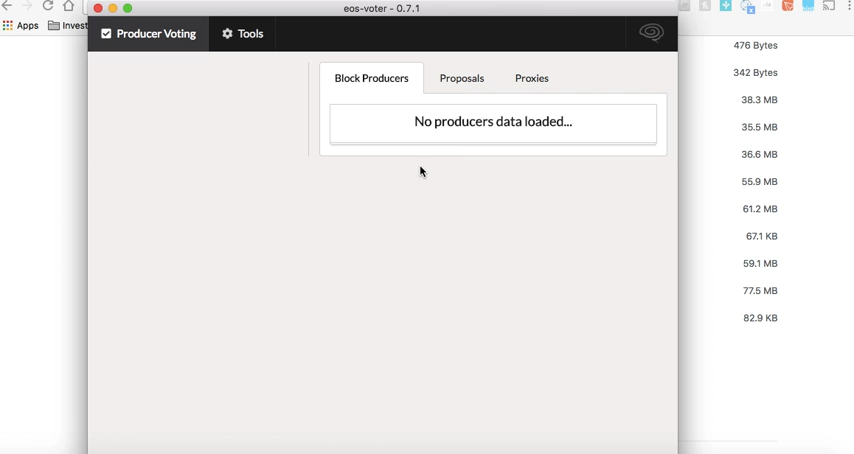 eos-voter - 0.7.1
Apps
Invest
Producer Voting
Tools
Block Producers
Proposals
Proxies
No producers data loaded...
476 Bytes
342 Bytes
38.3 MB
35.5 MB
36.6 MB
55.9 MB
61.2 MB
67.1 KB
59.1 MB
77.5 MB
82.9 KB